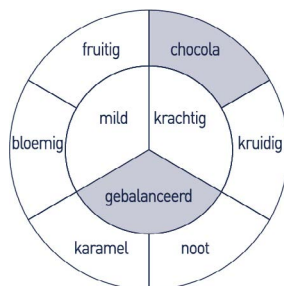 fruitig
chocola
mild
krachtig
bloemig
kruidig
gebalanceerd
karamel
noot